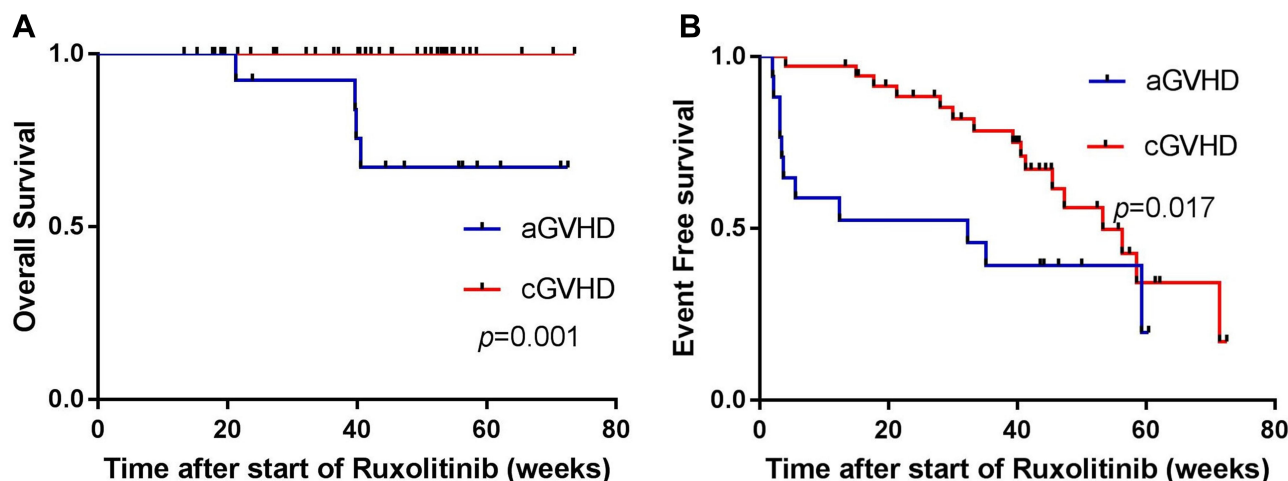 A
1.0
0.5
0.0
Overall Survival
aGVHD
cGVHD
p=0.001
0 20 40 60 80
Time after start of Ruxolitinib (weeks)
B
1.0
0.5
0.0
Event Free survival
aGVHD
cGVHD
p=0.017
0 20 40 60 80
Time after start of Ruxolitinib (weeks)